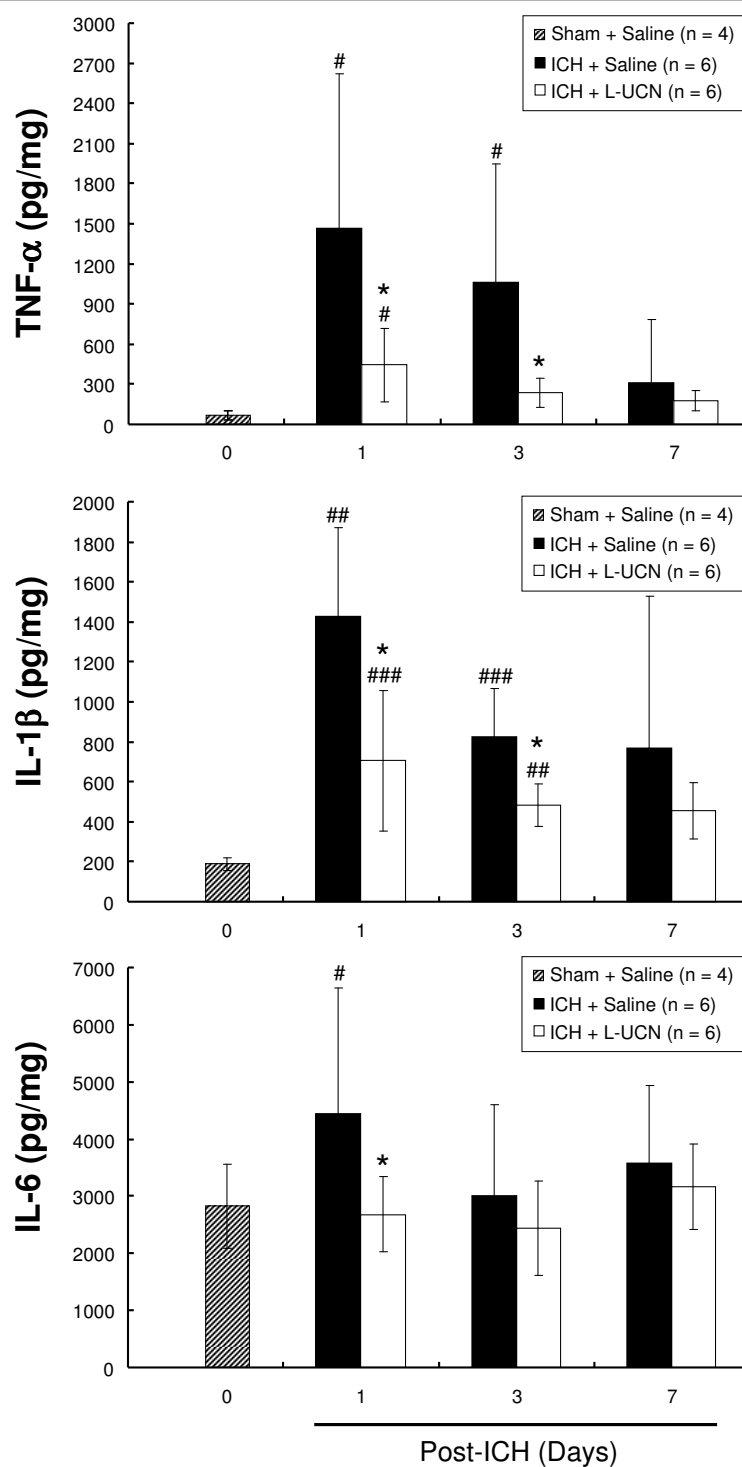 TNF-α (pg/mg)
3000
2700
2400
2100
1800
1500
1200
900
600
300
0
Sham + Saline (n = 4)
ICH + Saline (n = 6)
ICH + L-UCN (n = 6)
#
#
*
#
*
0 1 3 7
IL-1β (pg/mg)
2000
1800
1600
1400
1200
1000
800
600
400
200
0
Sham + Saline (n = 4)
ICH + Saline (n = 6)
ICH + L-UCN (n = 6)
##
*
###
###
*
##
0 1 3 7
IL-6 (pg/mg)
7000
6000
5000
4000
3000
2000
1000
0
Sham + Saline (n = 4)
ICH + Saline (n = 6)
ICH + L-UCN (n = 6)
#
*
0 1 3 7
Post-ICH (Days)